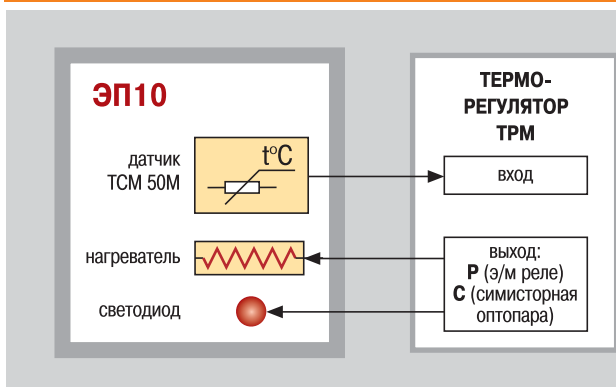 ЭП10
датчик
ТСМ 50М
t°C
нагреватель
светодиод
ТЕРМО-
РЕГУЛЯТОР
ТРМ
вход
выход:
Р (э/м реле)
С (симисторная
оптопара)